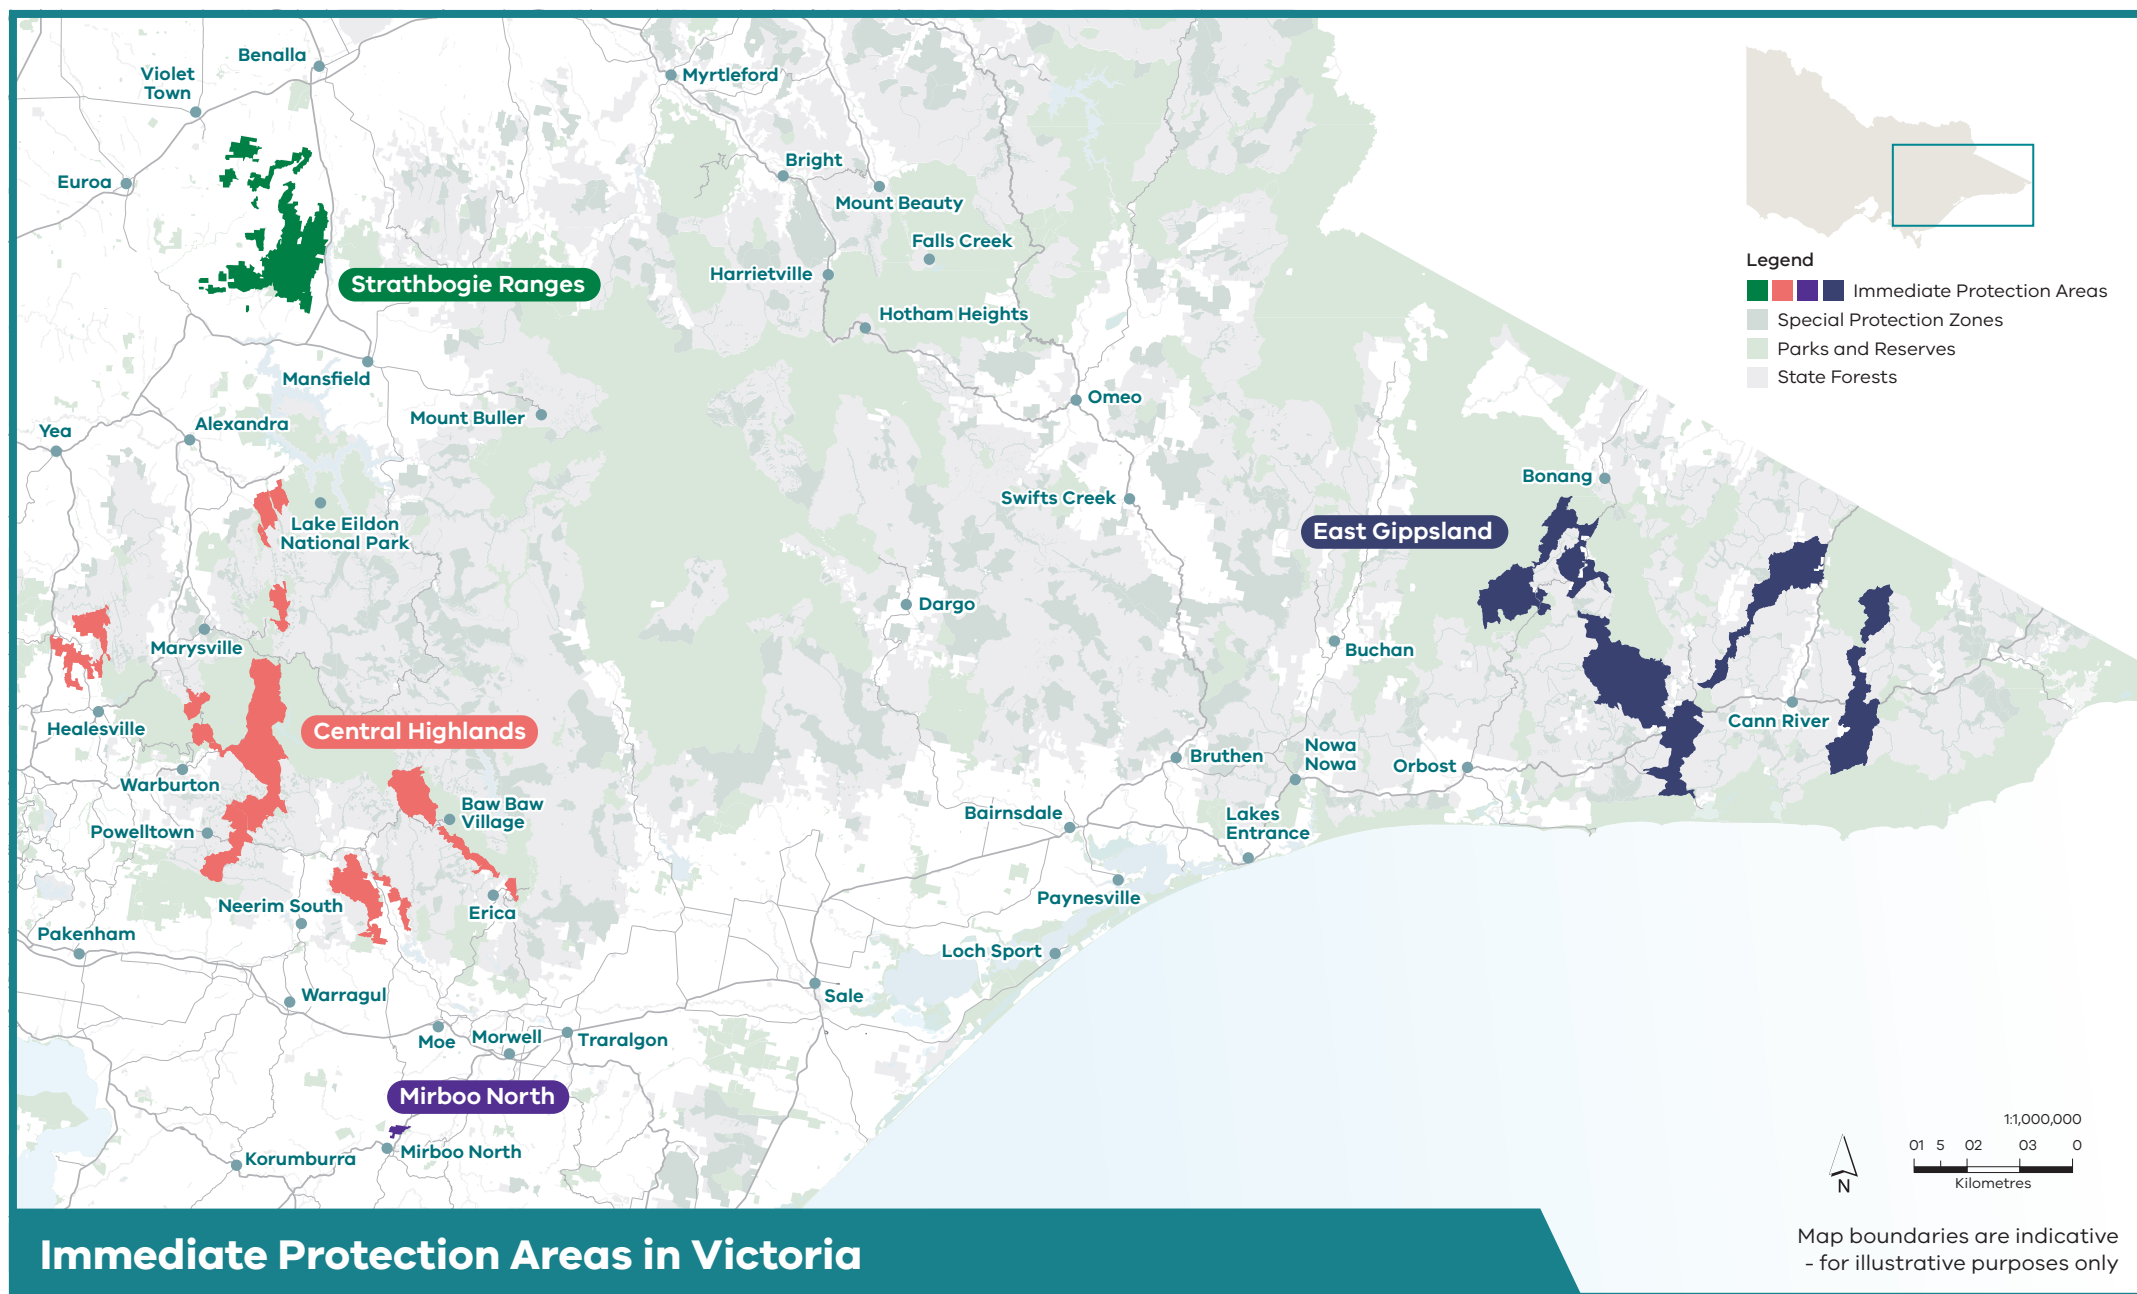 Benalla
Violet
Town
Myrtleford
Euroa
Bright
Mount Beauty
Falls Creek
Harrietville
Strathbogie Ranges
Hotham Heights
Legend
Immediate Protection Areas
Special Protection Zones
Parks and Reserves
State Forests
Mansfield
Mount Buller
Omeo
Yea
Alexandra
Bonang
Swifts Creek
Lake Eildon
National Park
East Gippsland
Dargo
Marysville
Buchan
Healesville
Central Highlands
Cann River
Warburton
Bruthen
Nowa
Nowa
Orbost
Baw Baw
Village
Powelltown
Bairnsdale
Lakes
Entrance
Neerim South
Erica
Paynesville
Pakenham
Loch Sport
Warragul
Sale
Moe
Morwell
Traralgon
Mirboo North
Korumburra
Mirboo North
1:1,000,000
01 5 02 03 0
Kilometres
N
Immediate Protection Areas in Victoria
Map boundaries are indicative
- for illustrative purposes only